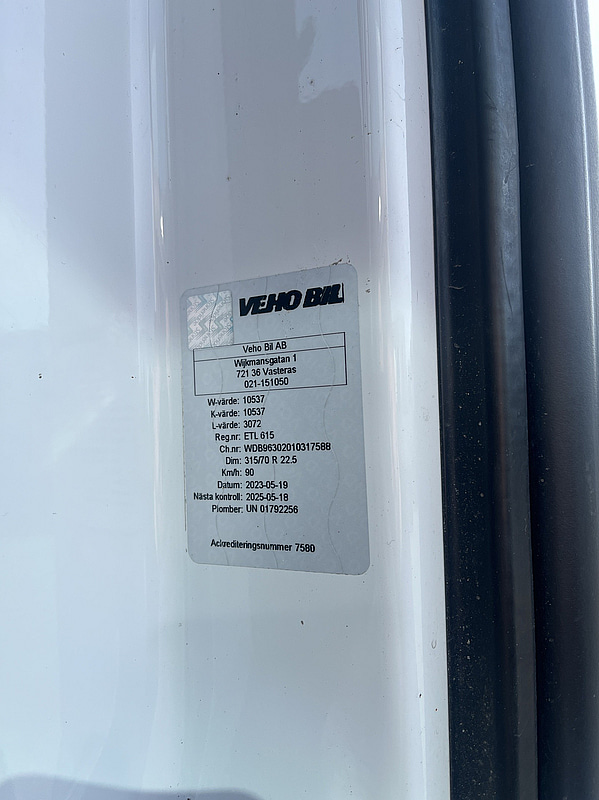 VEHO BIL
Veho Bil AB
Wijkmansgatan 1
721 36 Vasteras
021-151050
W-värde: 10537
K-värde: 10537
L-värde: 3072
Reg.nr: ETL 615
Ch.nr: WDB96302010317588
Dim: 315/70 R 22.5
Km/h: 90
Datum: 2023-05-19
Nästa kontroll: 2025-05-18
Plomber: UN 01792256
Ackrediteringsnummer 7580